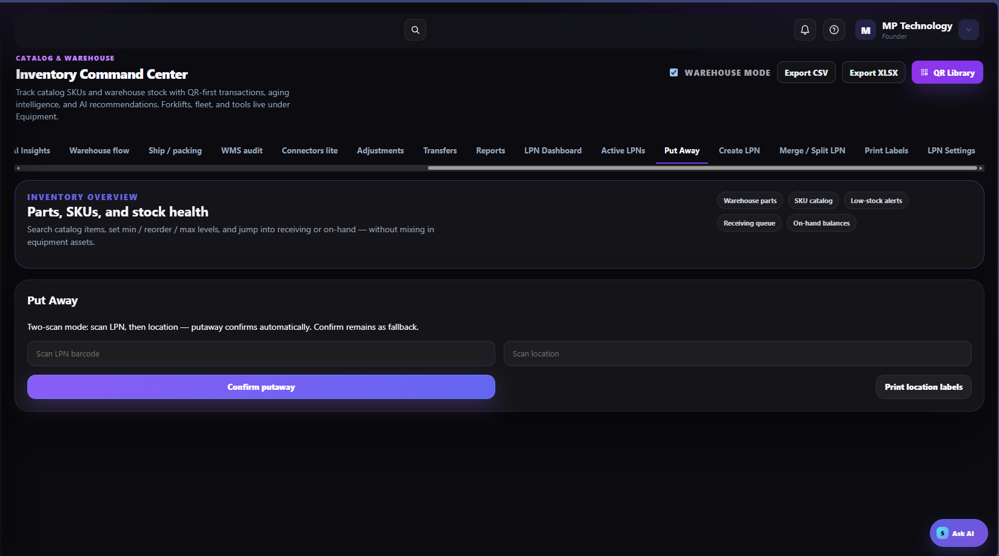 M
MP Technology
Founder
CATALOG & WAREHOUSE
Inventory Command Center
Track catalog SKUs and warehouse stock with QR-first transactions, aging
intelligence, and AI recommendations. Forklifts, fleet, and tools live under
Equipment.
WAREHOUSE MODE
Export CSV
Export XLSX
QR Library
AI Insights
Warehouse flow
Ship / packing
WMS audit
Connectors lite
Adjustments
Transfers
Reports
LPN Dashboard
Active LPNs
Put Away
Create LPN
Merge / Split LPN
Print Labels
LPN Settings
INVENTORY OVERVIEW
Parts, SKUs, and stock health
Search catalog items, set min / reorder / max levels, and jump into receiving or on-hand — without mixing in
equipment assets.
Warehouse parts
SKU catalog
Low-stock alerts
Receiving queue
On-hand balances
Put Away
Two-scan mode: scan LPN, then location — putaway confirms automatically. Confirm remains as fallback.
Scan LPN barcode
Scan location
Confirm putaway
Print location labels
S
Ask AI